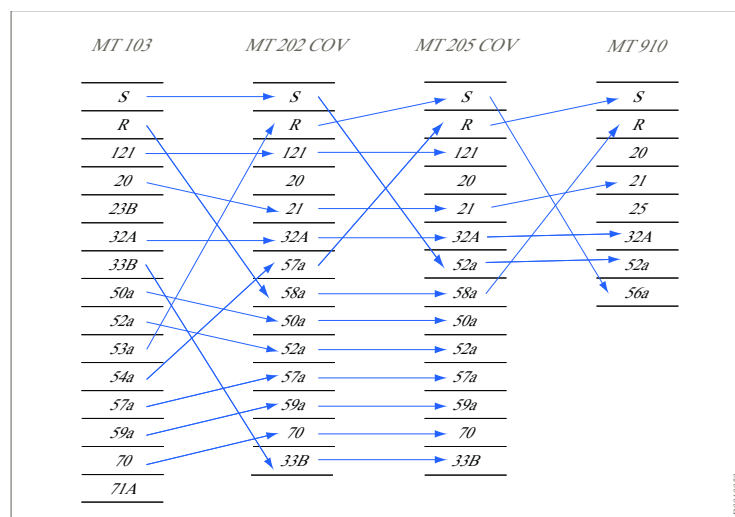 MT 103 MT 202 COV MT 205 COV MT 910
S S S S
R R R R
121 121 121 20
20 20 20 21
23B 21 21 25
32A 32A 32A 32A
33B 57a 52a 52a
50a 58a 58a 56a
52a 50a 50a
53a 52a 52a
54a 57a 57a
57a 59a 59a
59a 70 70
70 33B 33B
71A